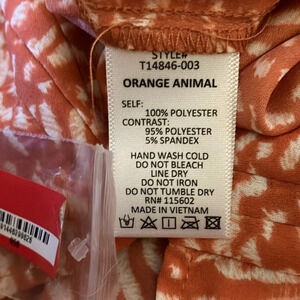 STYLE#
T14846-003
ORANGE ANIMAL
SELF:
100% POLYESTER
CONTRAST:
95% POLYESTER
5% SPANDEX
HAND WASH COLD
DO NOT BLEACH
LINE DRY
DO NOT IRON
DO NOT TUMBLE DRY
RN# 115602
MADE IN VIETNAM